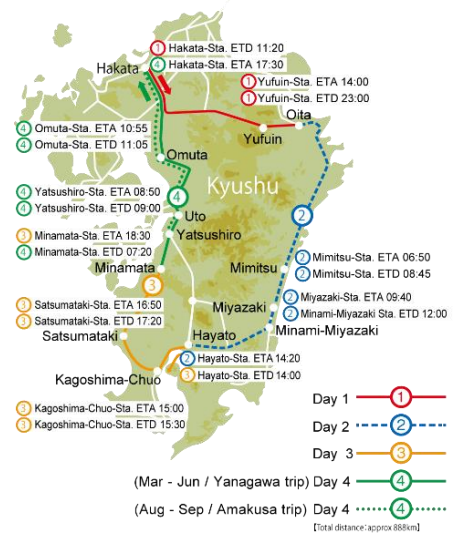 ① Hakata-Sta. ETD 11:20
④ Hakata-Sta. ETA 17:30
Hakata
① Yufuin-Sta. ETA 14:00
① Yufuin-Sta. ETD 23:00
Oita
Yufuin
④ Omuta-Sta. ETA 10:55
④ Omuta-Sta. ETD 11:05
Omuta
Kyushu
④ Yatsushiro-Sta. ETA 08:50
④ Yatsushiro-Sta. ETD 09:00
④
Uto
②
Yatsushiro
③ Minamata-Sta. ETA 18:30
④ Minamata-Sta. ETD 07:20
Minamata
Mimitsu
② Mimitsu-Sta. ETA 06:50
② Mimitsu-Sta. ETD 08:45
③
③ Satsumataki-Sta. ETA 16:50
③ Satsumataki-Sta. ETD 17:20
Satsumataki
Miyazaki
② Miyazaki-Sta. ETA 09:40
② Minami-Miyazaki Sta. ETD 12:00
Minami-Miyazaki
Hayato
② Hayato-Sta. ETA 14:20
③ Hayato-Sta. ETD 14:00
Kagoshima-Chuo
③ Kagoshima-Chuo-Sta. ETA 15:00
③ Kagoshima-Chuo-Sta. ETD 15:30
Day 1 ①
Day 2 ②
Day 3 ③
(Mar - Jun / Yanagawa trip) Day 4 ④
(Aug - Sep / Amakusa trip) Day 4 ④
【Total distance: approx 888km】